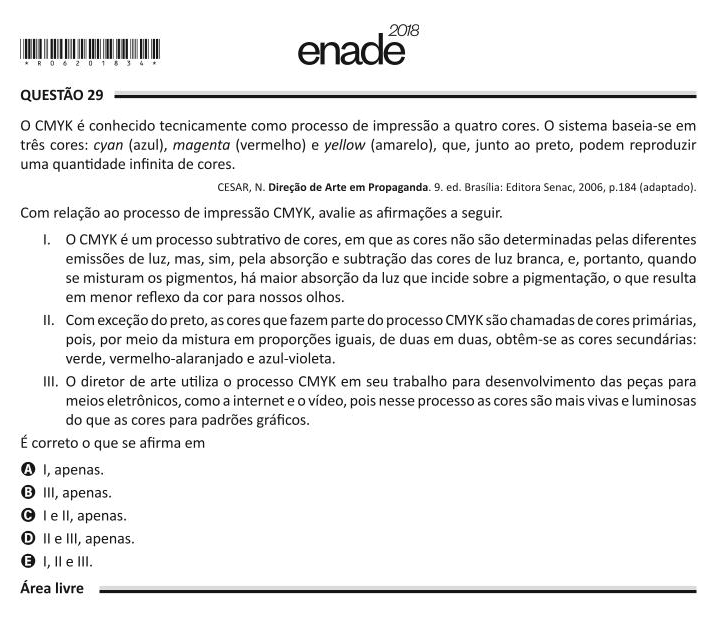 2018
enade
*R06201834*
QUESTÃO 29
O CMYK é conhecido tecnicamente como processo de impressão a quatro cores. O sistema baseia-se em
três cores: cyan (azul), magenta (vermelho) e yellow (amarelo), que, junto ao preto, podem reproduzir
uma quantidade infinita de cores.
CESAR, N. Direção de Arte em Propaganda. 9. ed. Brasília: Editora Senac, 2006, p.184 (adaptado).
Com relação ao processo de impressão CMYK, avalie as afirmações a seguir.
I. O CMYK é um processo subtrativo de cores, em que as cores não são determinadas pelas diferentes
emissões de luz, mas, sim, pela absorção e subtração das cores de luz branca, e, portanto, quando
se misturam os pigmentos, há maior absorção da luz que incide sobre a pigmentação, o que resulta
em menor reflexo da cor para nossos olhos.
II. Com exceção do preto, as cores que fazem parte do processo CMYK são chamadas de cores primárias,
pois, por meio da mistura em proporções iguais, de duas em duas, obtêm-se as cores secundárias:
verde, vermelho-alaranjado e azul-violeta.
III. O diretor de arte utiliza o processo CMYK em seu trabalho para desenvolvimento das peças para
meios eletrônicos, como a internet e o vídeo, pois nesse processo as cores são mais vivas e luminosas
do que as cores para padrões gráficos.
É correto o que se afirma em
A I, apenas.
B III, apenas.
C I e II, apenas.
D II e III, apenas.
E I, II e III.
Área livre